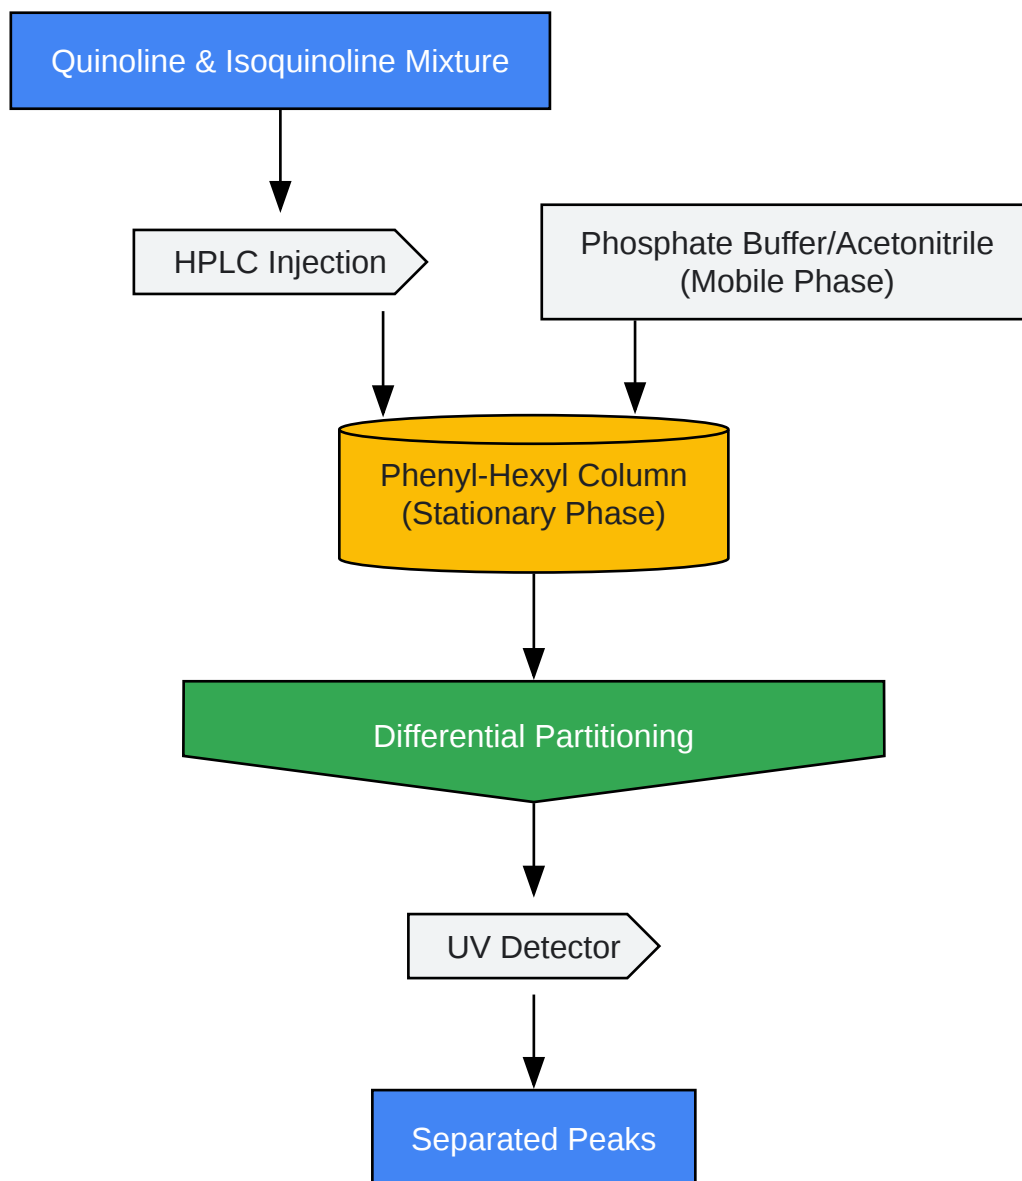 Quinoline & Isoquinoline Mixture
HPLC Injection
Phosphate Buffer/Acetonitrile
(Mobile Phase)
Phenyl-Hexyl Column
(Stationary Phase)
Differential Partitioning
UV Detector
Separated Peaks